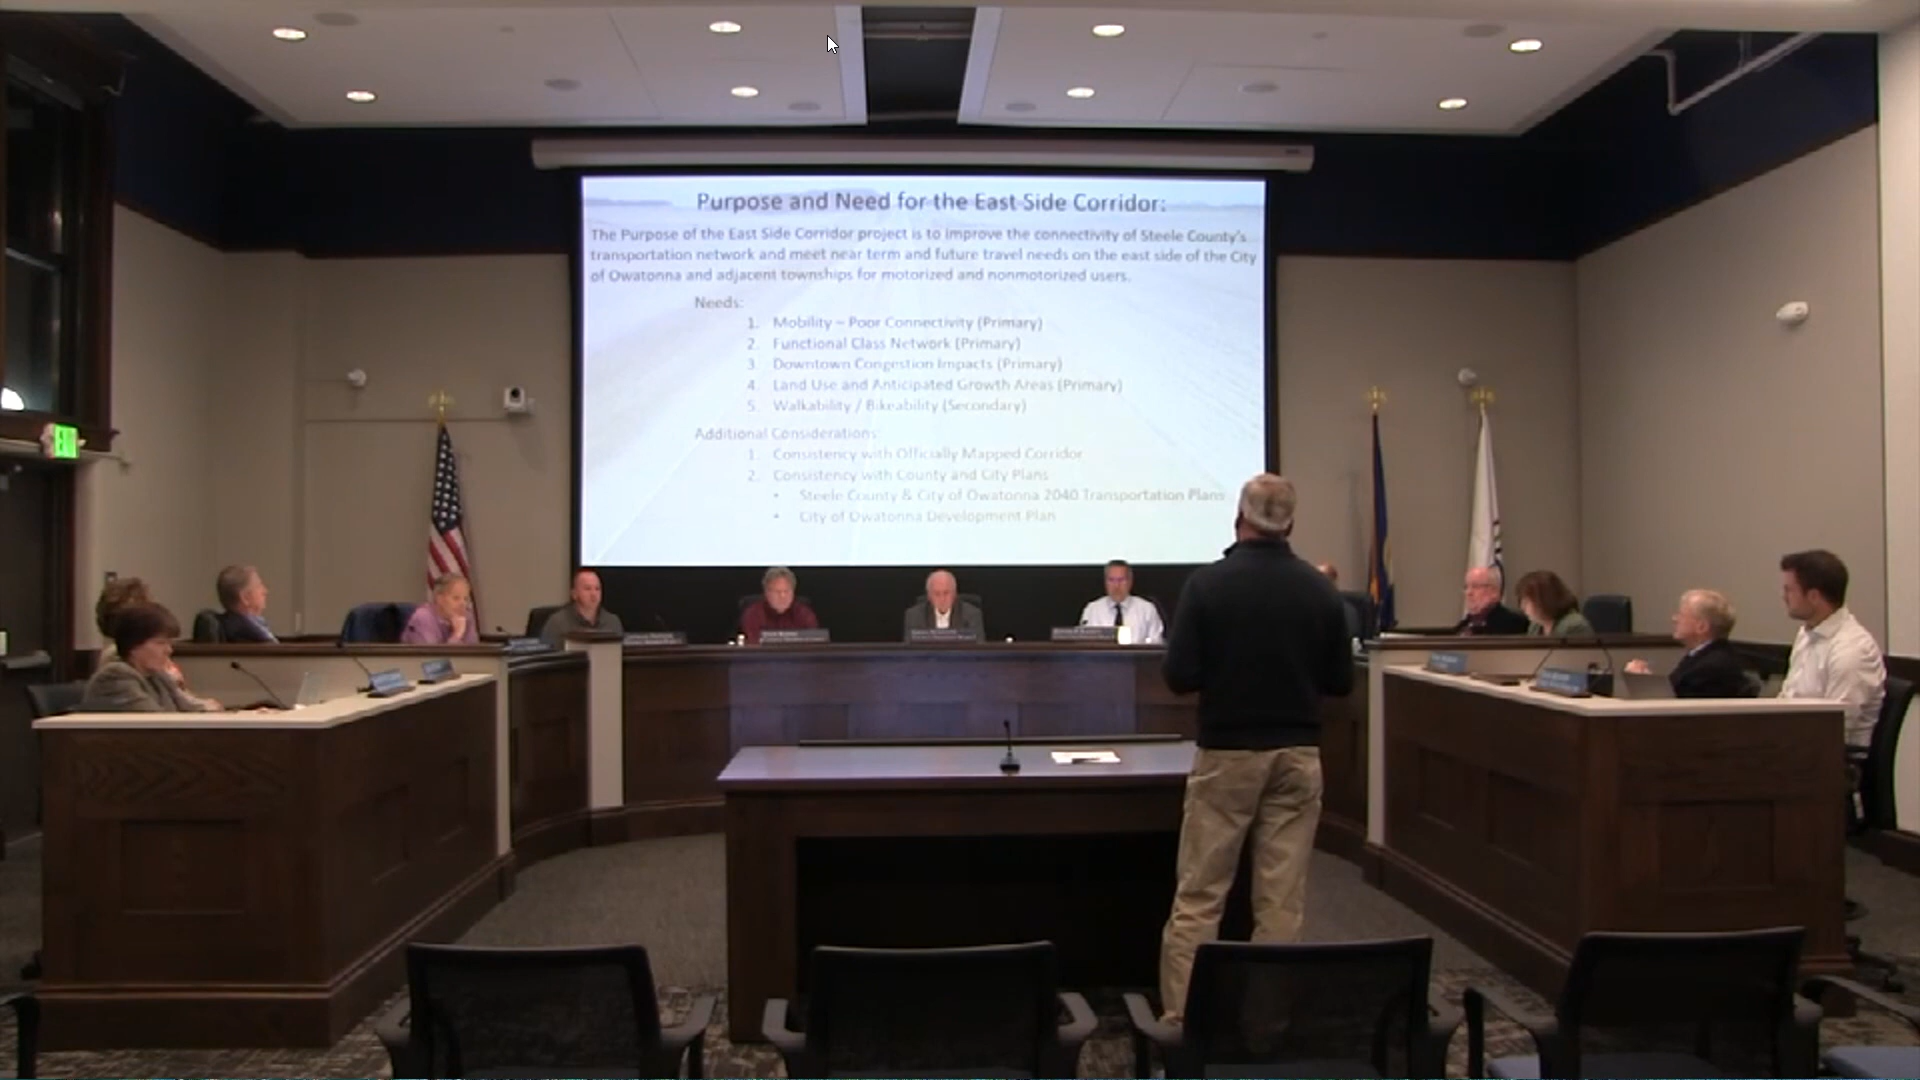 Purpose and Need for the East Side Corridor:
The Purpose of the East Side Corridor project is to improve the connectivity of Steele County's
transportation network and meet near term and future travel needs on the east side of the City
of Owatonna and adjacent townships for motorized and nonmotorized users.
Needs:
1. Mobility – Poor Connectivity (Primary)
2. Functional Class Network (Primary)
3. Downtown Congestion Impacts (Primary)
4. Land Use and Anticipated Growth Areas (Primary)
5. Walkability / Bikeability (Secondary)
Additional Considerations:
1. Consistency with Officially Mapped Corridor
2. Consistency with County and City Plans
• Steele County & City of Owatonna 2040 Transportation Plans
• City of Owatonna Development Plan